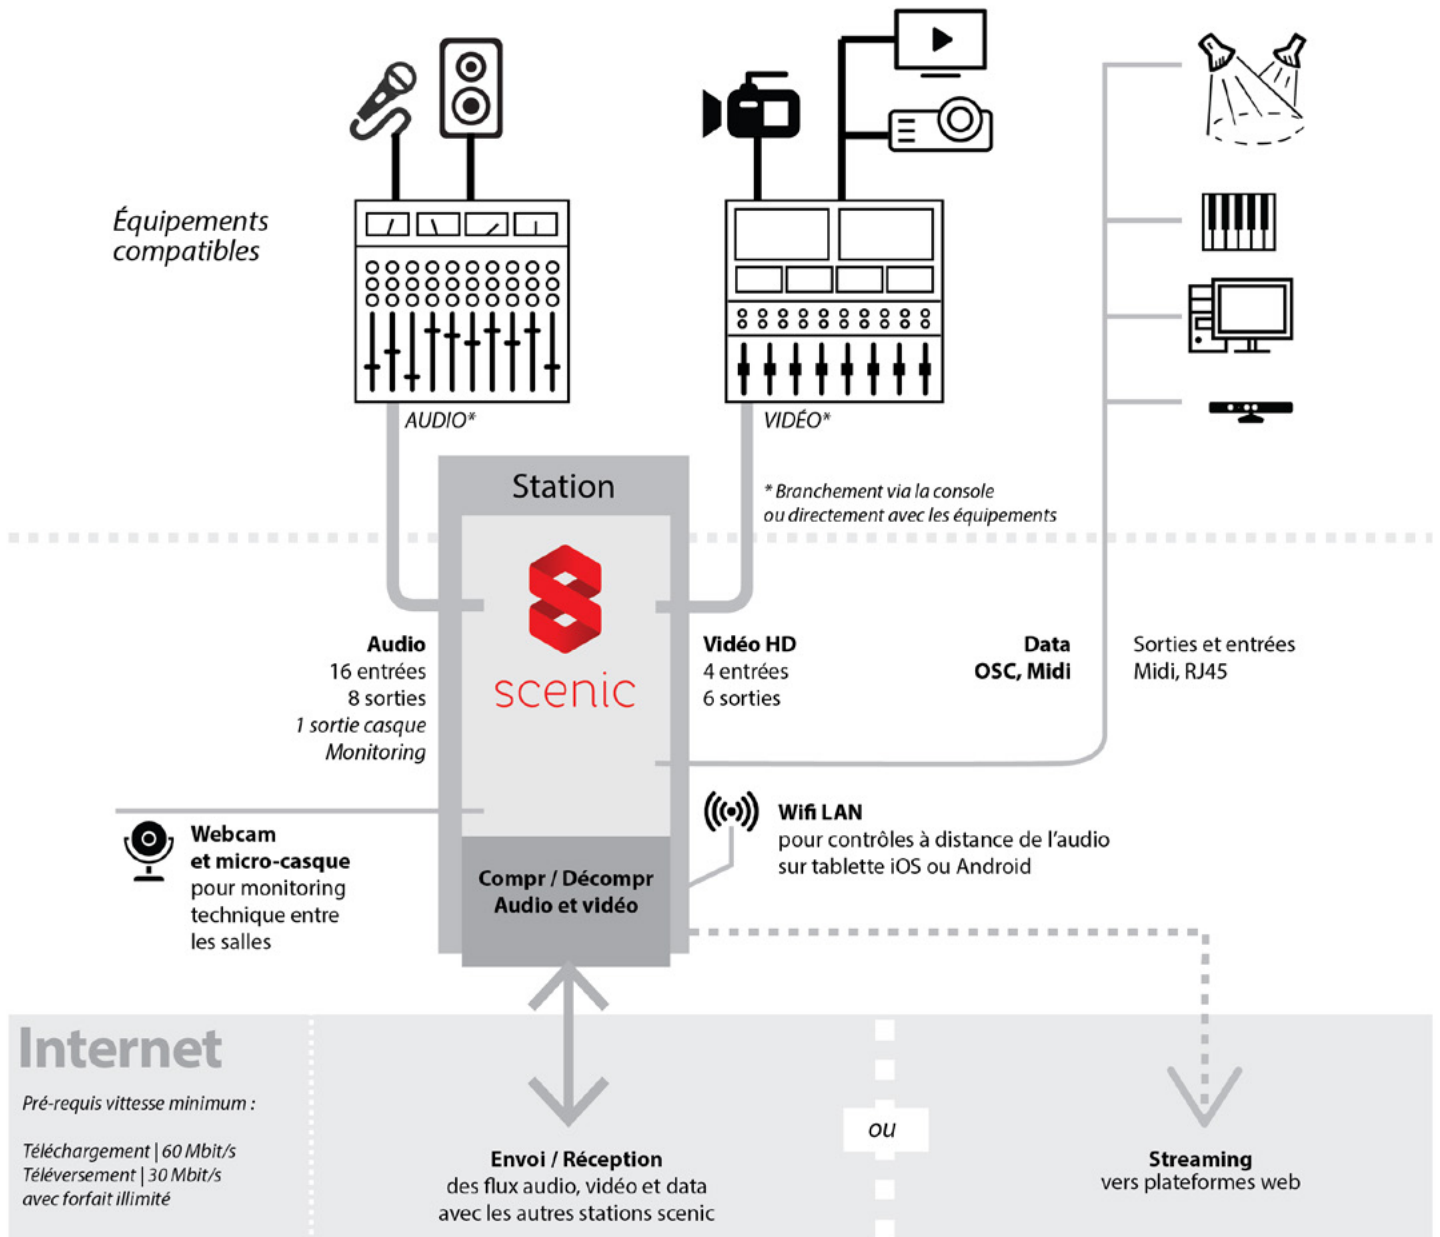 Équipements
compatibles
AUDIO*
VIDÉO*
Station
* Branchement via la console
ou directement avec les équipements
scenic
Audio
16 entrées
8 sorties
1 sortie casque
Monitoring
Vidéo HD
4 entrées
6 sorties
Data
OSC, Midi
Sorties et entrées
Midi, RJ45
Webcam
et micro-casque
pour monitoring
technique entre
les salles
Wifi LAN
pour contrôles à distance de l'audio
sur tablette iOS ou Android
Compr / Décompr
Audio et vidéo
Internet
Pré-requis vittesse minimum :
Téléchargement | 60 Mbit/s
Téléversement | 30 Mbit/s
avec forfait illimité
Envoi / Réception
des flux audio, vidéo et data
avec les autres stations scenic
ou
Streaming
vers plateformes web